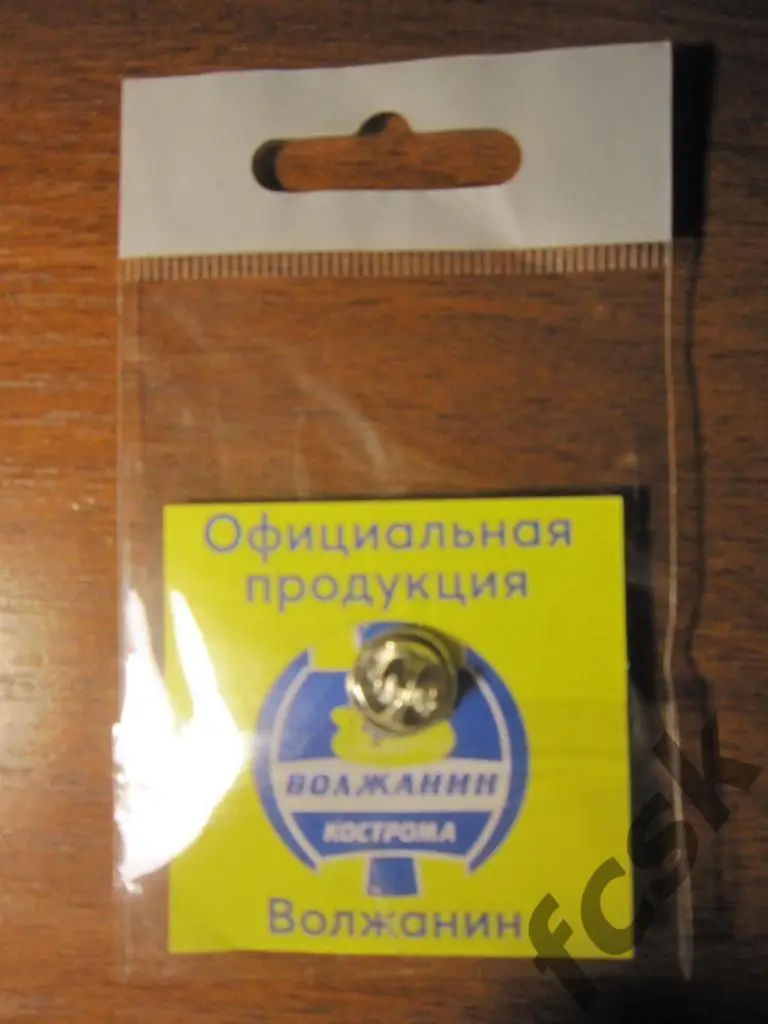 Официальная
продукция
ВОЛЖАНИН
КОСТРОМА
Волжанин
fcsk